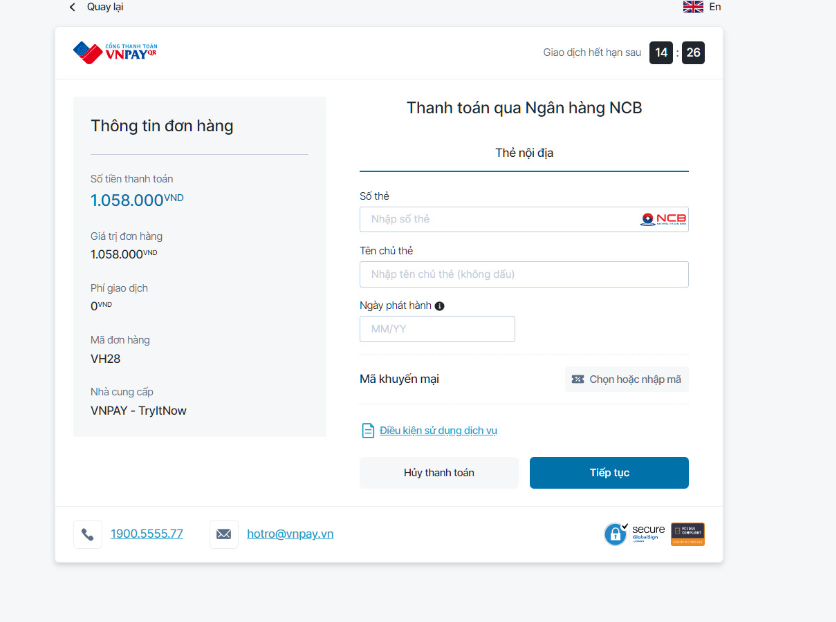 Quay lại
En
CỔNG THANH TOÁN
VNPAYQR
Giao dịch hết hạn sau 14 : 26
Thông tin đơn hàng
Số tiền thanh toán
1.058.000VND
Giá trị đơn hàng
1.058.000VND
Phí giao dịch
0VND
Mã đơn hàng
VH28
Nhà cung cấp
VNPAY - TryItNow
Thanh toán qua Ngân hàng NCB
Thẻ nội địa
Số thẻ
Nhập số thẻ
NCB
Tên chủ thẻ
Nhập tên chủ thẻ (không dấu)
Ngày phát hành
MM/YY
Mã khuyến mại
Chọn hoặc nhập mã
Điều kiện sử dụng dịch vụ
Hủy thanh toán
Tiếp tục
1900.5555.77
hotro@vnpay.vn
secure
GlobalSign